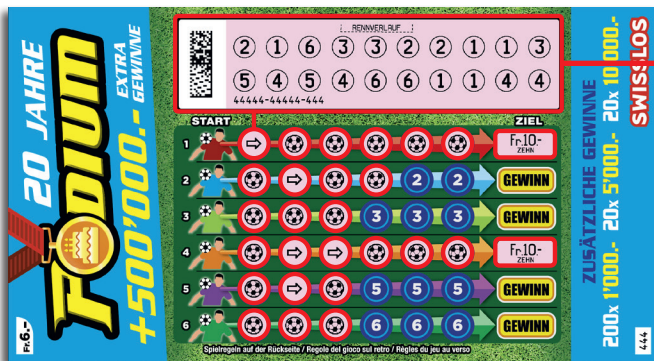 20 JAHRE
PODIUM
+500'000.-
EXTRA
GEWINNE
Fr.6.-
RENNVERLAUF
2 1 6 3 3 2 2 2 1 1 3
5 4 5 4 6 6 6 1 1 4 4
44444-44444-444
START
ZIEL
1
Fr.10.-
ZEHN
2 2 2 GEWINN
3 3 3 3 GEWINN
4
Fr.10.-
ZEHN
5 5 5 5 GEWINN
6 6 6 6 GEWINN
Spielregeln auf der Rückseite / Regole del gioco sul retro / Règles du jeu au verso
ZUSÄTZLICHE GEWINNE
200x 1'000.- 20x 5'000.- 20x 10'000.-
SWISSLOS
444